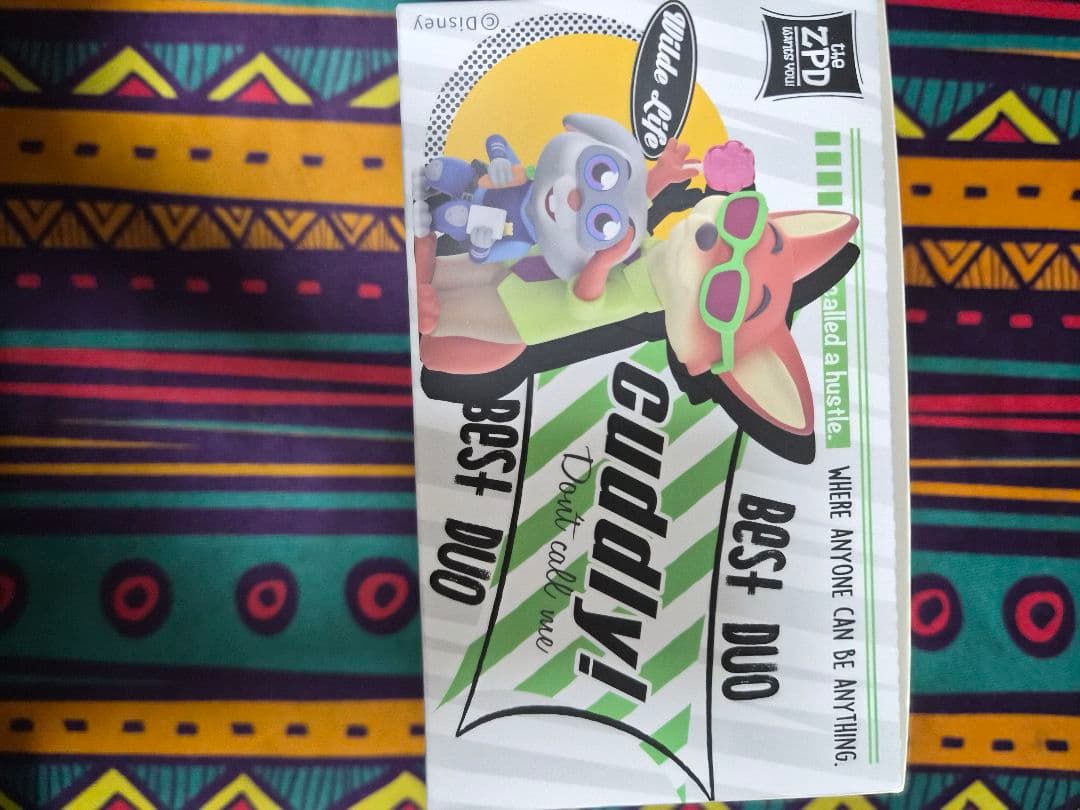 the
ZPD
wants you!
called a hustle.
WHERE ANYONE CAN BE ANYTHING.
Wilde Life
BEST DUO
cuddly!
Don't call me
BEST DUO
©Disney